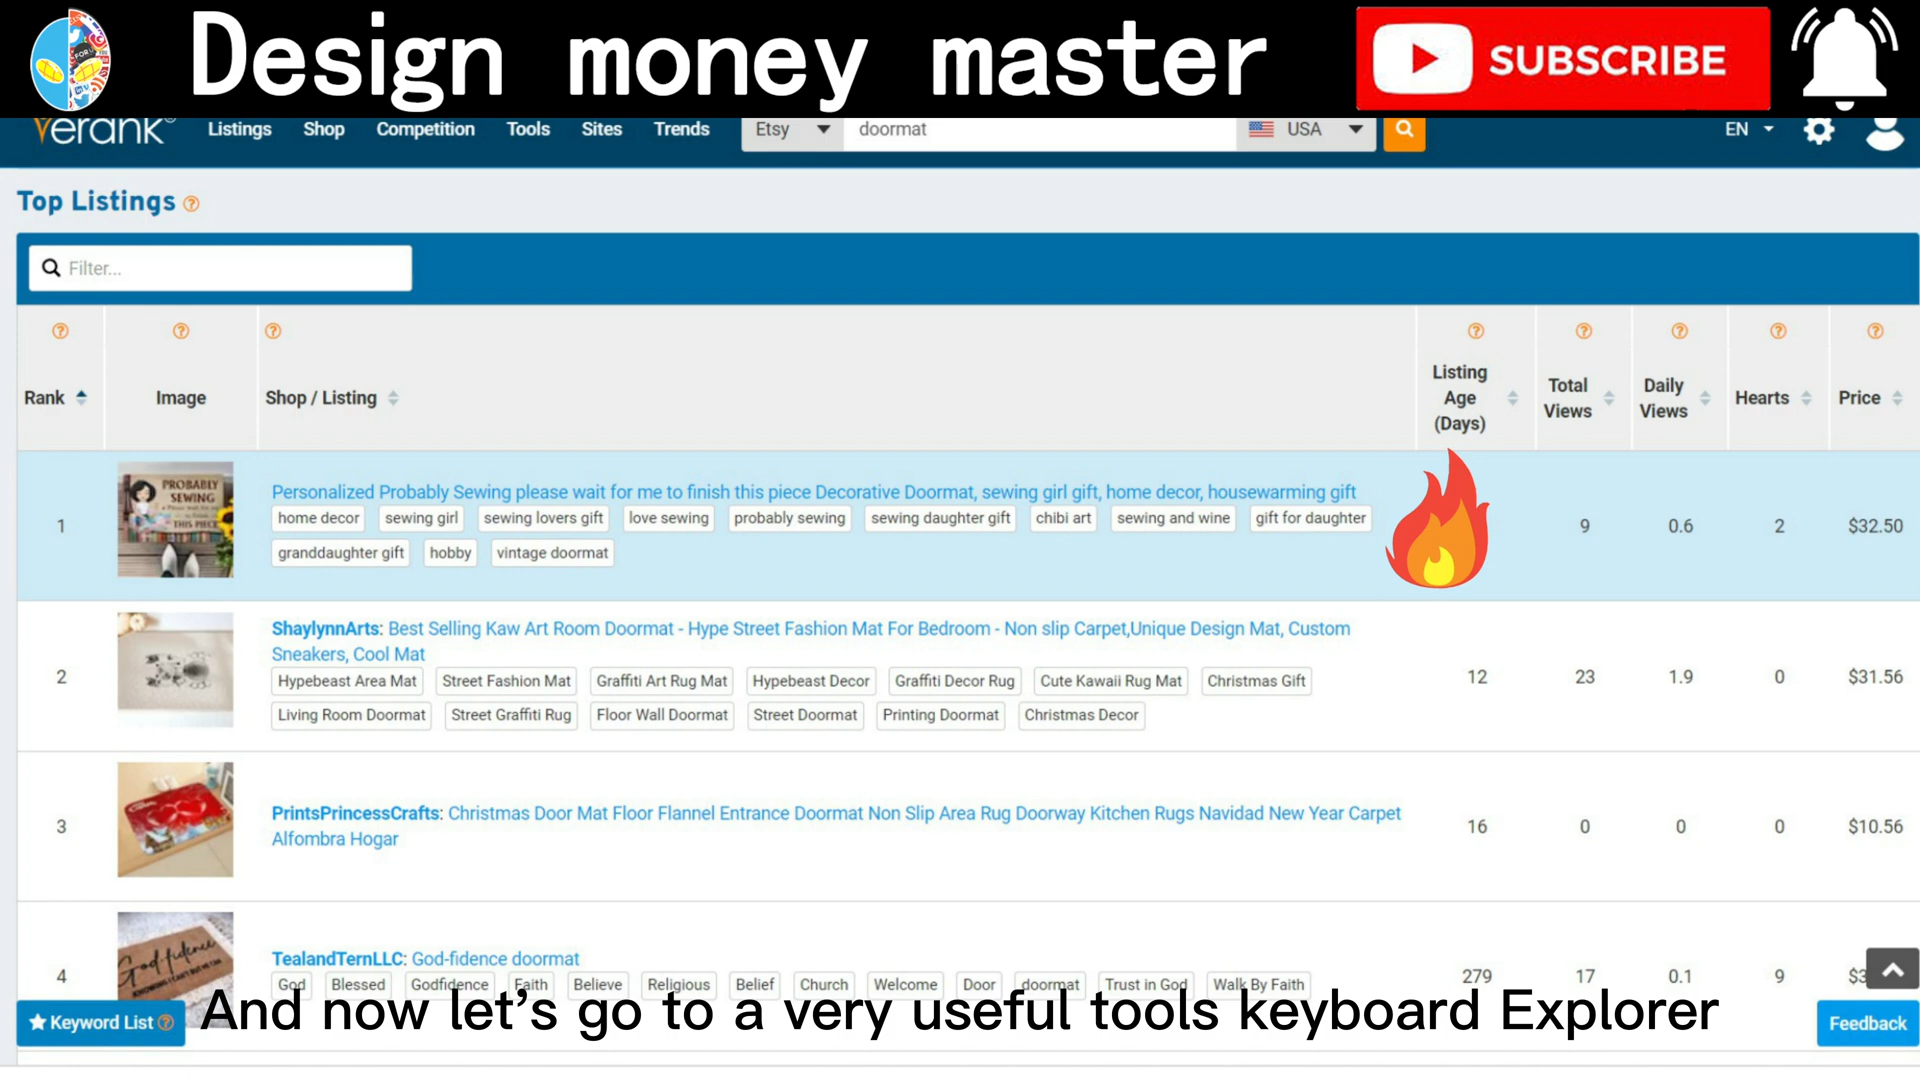 Design money master
SUBSCRIBE
erank
Listings Shop Competition Tools Sites Trends Etsy doormat USA EN
Top Listings ?
Filter...
? ? ? ? ? ? ? ?
Rank Image Shop / Listing Listing Age (Days) Total Views Daily Views Hearts Price
PROBABLY
SEWING
THIS PIECE
1
Personalized Probably Sewing please wait for me to finish this piece Decorative Doormat, sewing girl gift, home decor, housewarming gift
home decor sewing girl sewing lovers gift love sewing probably sewing sewing daughter gift chibi art sewing and wine gift for daughter
granddaughter gift hobby vintage doormat
9 0.6 2 $32.50
2
ShaylynnArts: Best Selling Kaw Art Room Doormat - Hype Street Fashion Mat For Bedroom - Non slip Carpet,Unique Design Mat, Custom
Sneakers, Cool Mat
Hypebeast Area Mat Street Fashion Mat Graffiti Art Rug Mat Hypebeast Decor Graffiti Decor Rug Cute Kawaii Rug Mat Christmas Gift
Living Room Doormat Street Graffiti Rug Floor Wall Doormat Street Doormat Printing Doormat Christmas Decor
12 23 1.9 0 $31.56
3
PrintsPrincessCrafts: Christmas Door Mat Floor Flannel Entrance Doormat Non Slip Area Rug Doorway Kitchen Rugs Navidad New Year Carpet
Alfombra Hogar
16 0 0 0 $10.56
God-fidence
4
TealandTernLLC: God-fidence doormat
God Blessed Godfidence Faith Believe Religious Belief Church Welcome Door doormat Trust in God Walk By Faith
279 17 0.1 9 $3
Keyword List ?
And now let's go to a very useful tools keyboard Explorer
Feedback